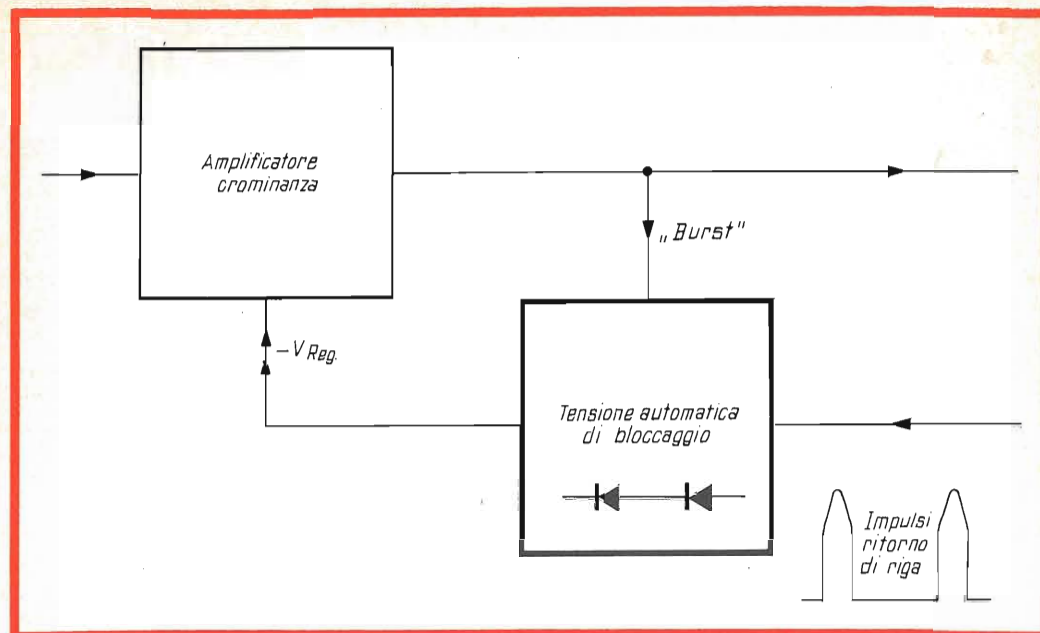 Amplificatore
crominanza
„Burst"
–V Reg.
Tensione automatica
di bloccaggio
Impulsi
ritorno
di riga